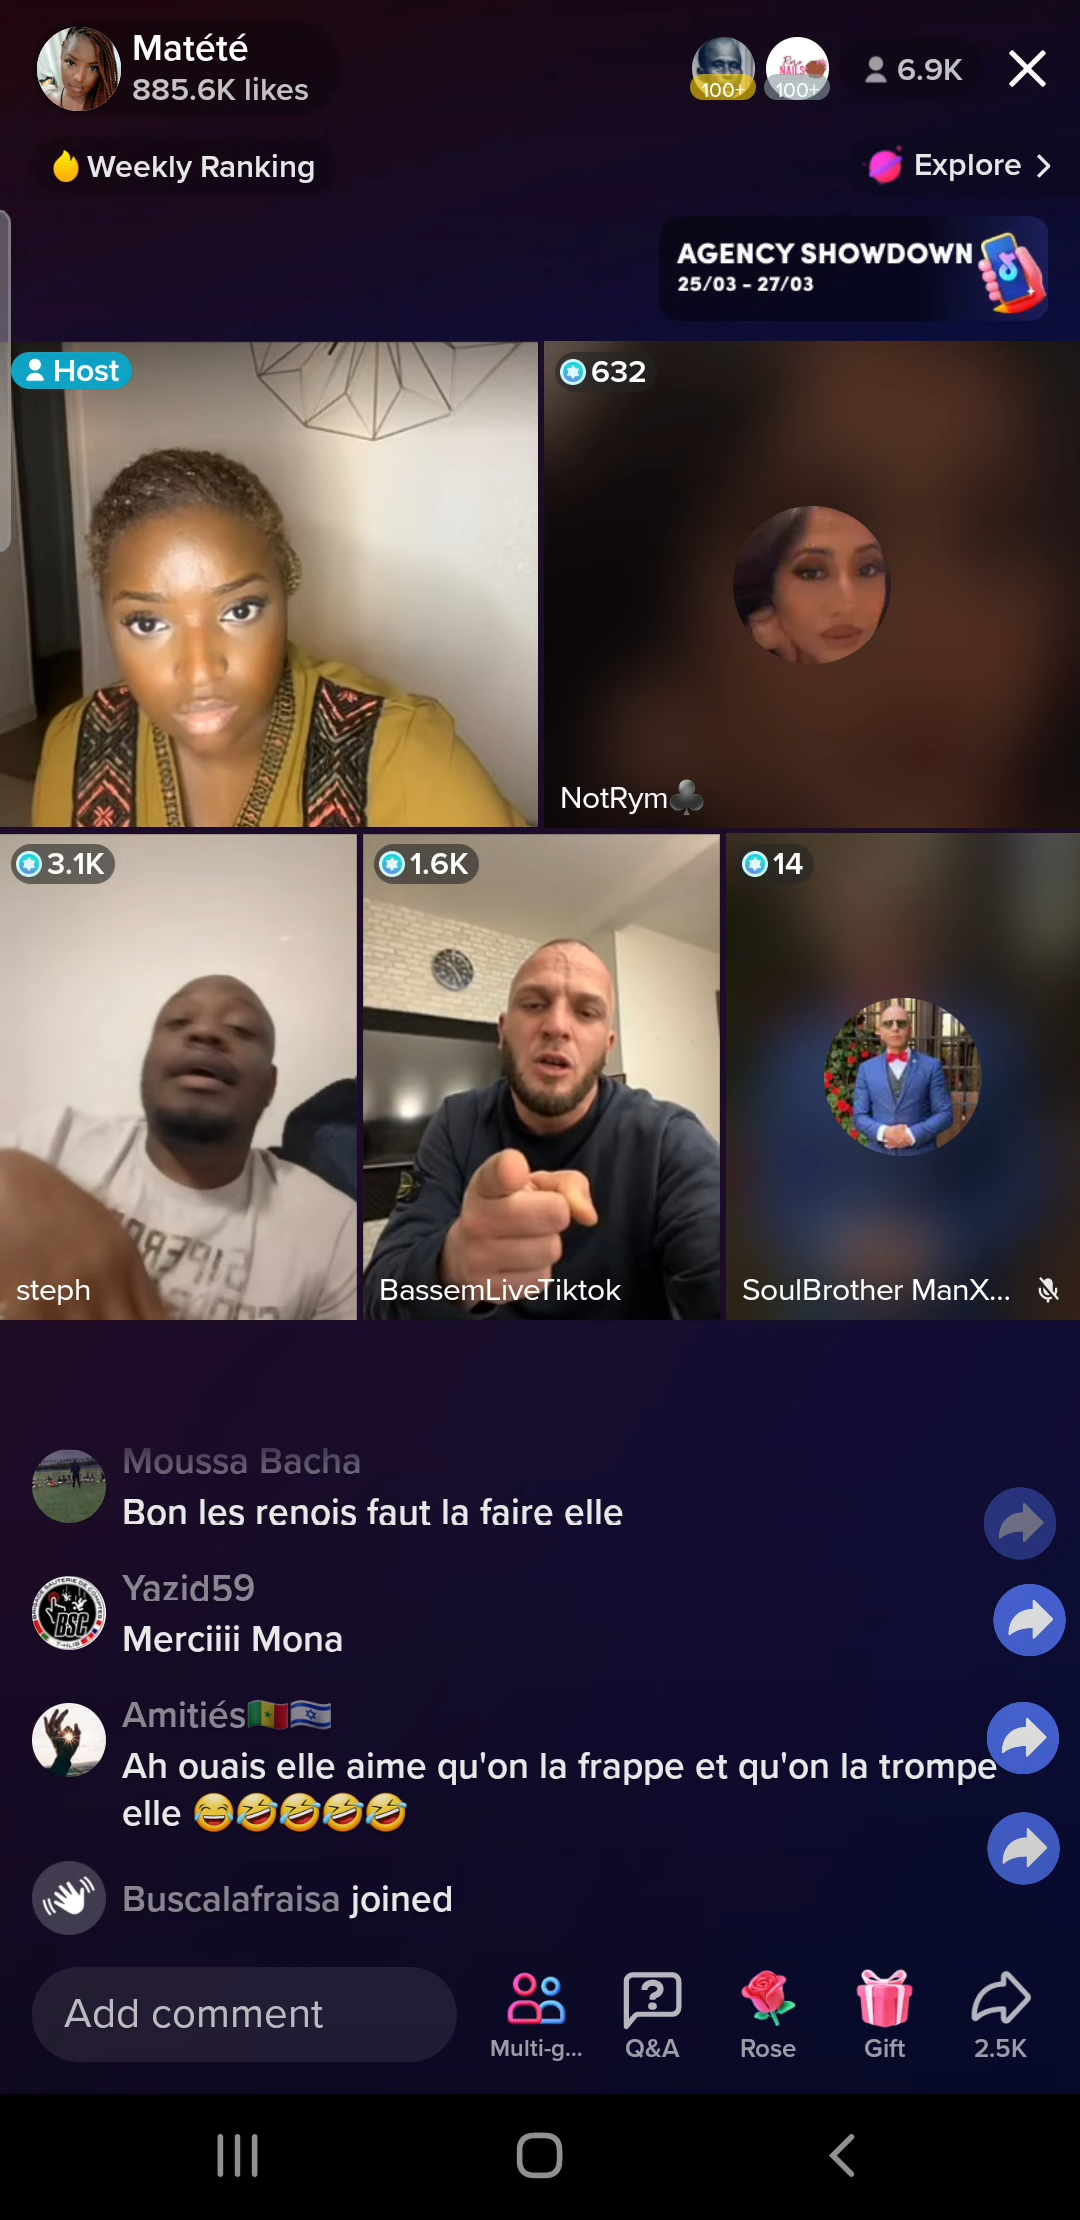 Matété
885.6K likes
100+
100+
6.9K
Weekly Ranking
Explore
AGENCY SHOWDOWN
25/03 - 27/03
Host
632
NotRym♣️
3.1K
1.6K
14
steph
BassemLiveTiktok
SoulBrother ManX...
Moussa Bacha
Bon les renois faut la faire elle
Yazid59
BSC
Merciiii Mona
Amitiés🇸🇳🇮🇱
Ah ouais elle aime qu'on la frappe et qu'on la trompe
elle 😂🤣🤣🤣🤣
Buscalafraisa joined
Add comment
Multi-g...
Q&A
Rose
Gift
2.5K